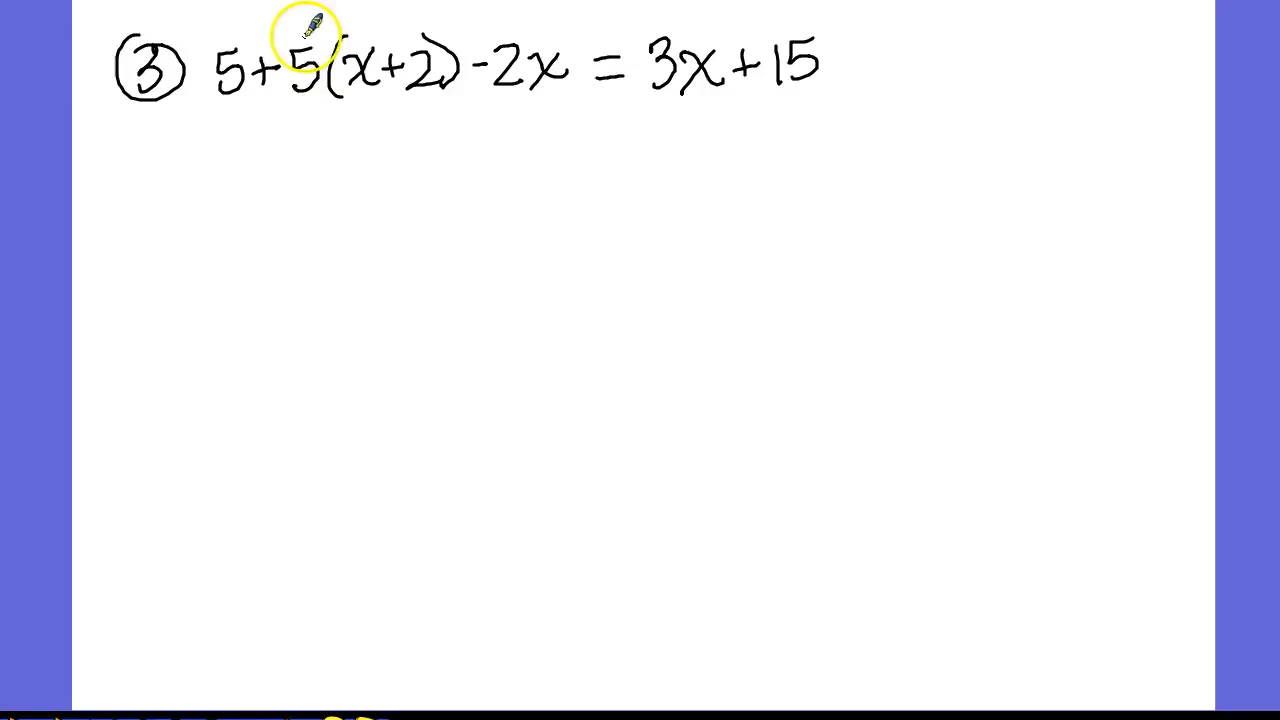 ③ 5+5(x+2)-2x = 3x+15